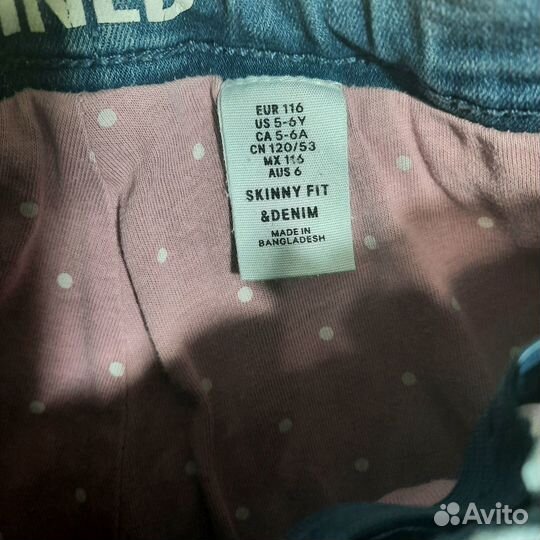 INED
EUR 116
US 5-6Y
CA 5-6A
CN 120/53
MX 116
AUS 6
SKINNY FIT
&DENIM
MADE IN
BANGLADESH
Avito